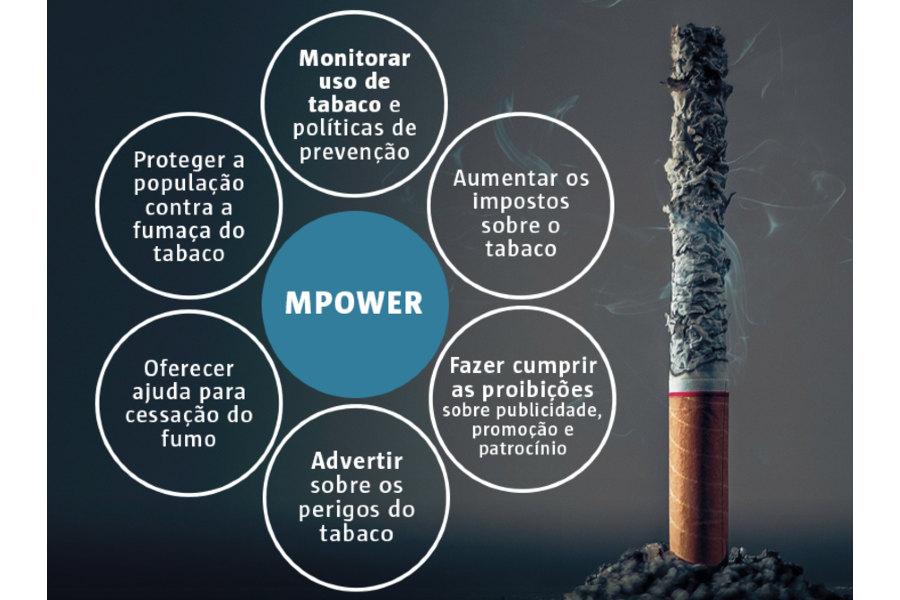 Monitorar
uso de
tabaco e
políticas de
prevenção
Proteger a
população
contra a
fumaça do
tabaco
Aumentar os
impostos
sobre o
tabaco
MPOWER
Oferecer
ajuda para
cessação do
fumo
Fazer cumprir
as proibições
sobre publicidade,
promoção e
patrocínio
Advertir
sobre os
perigos do
tabaco